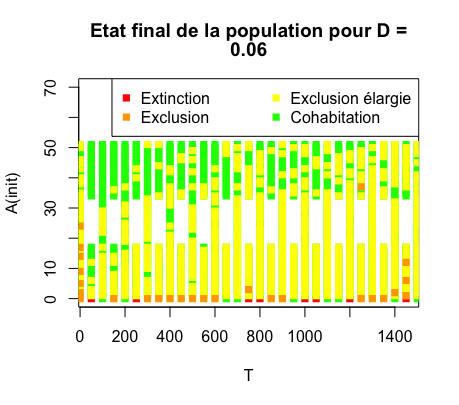 Etat final de la population pour D =
0.06
Extinction
Exclusion
Exclusion élargie
Cohabitation
A(init)
70
50
30
10
0
0
200
400
600
800
1000
1400
T